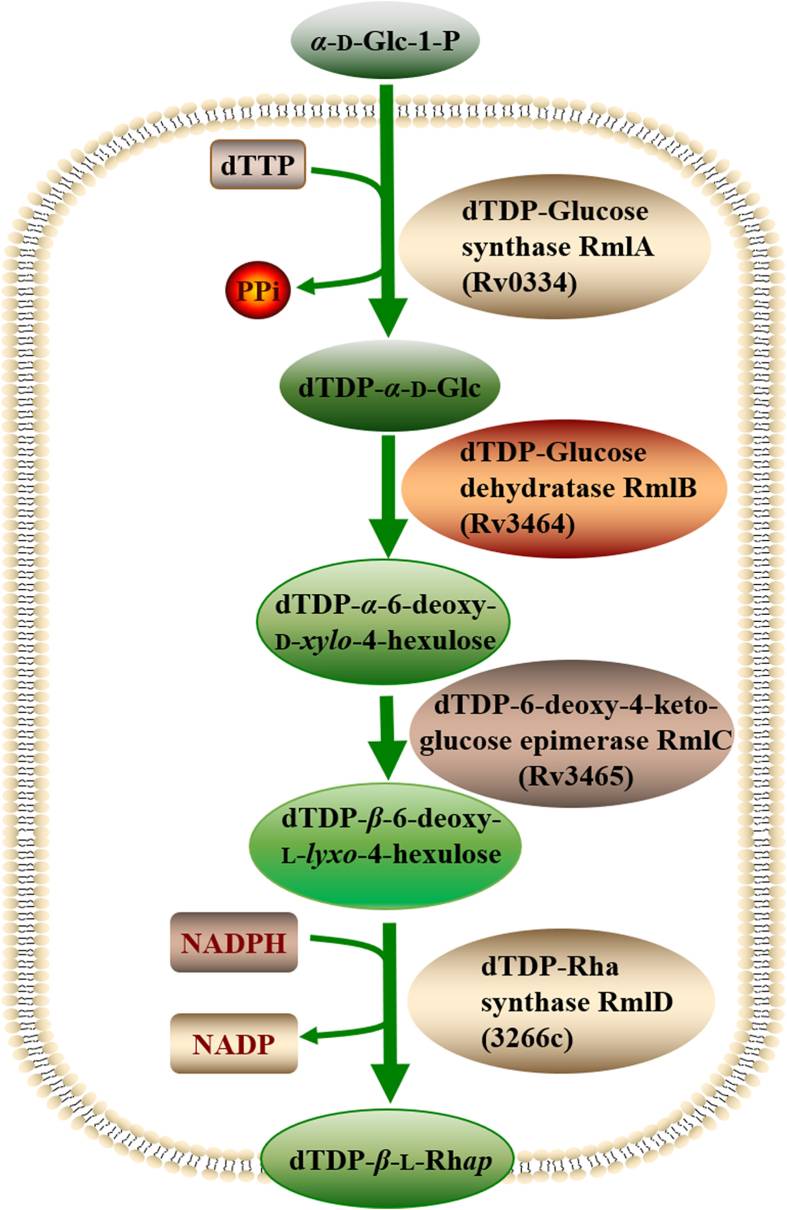 α-D-Glc-1-P
dTTP
dTDP-Glucose
synthase RmlA
(Rv0334)
PPi
dTDP-α-D-Glc
dTDP-Glucose
dehydratase RmlB
(Rv3464)
dTDP-α-6-deoxy-
D-xylo-4-hexulose
dTDP-6-deoxy-4-keto-
glucose epimerase RmlC
(Rv3465)
dTDP-β-6-deoxy-
L-lyxo-4-hexulose
NADPH
dTDP-Rha
synthase RmlD
(3266c)
NADP
dTDP-β-L-Rhap